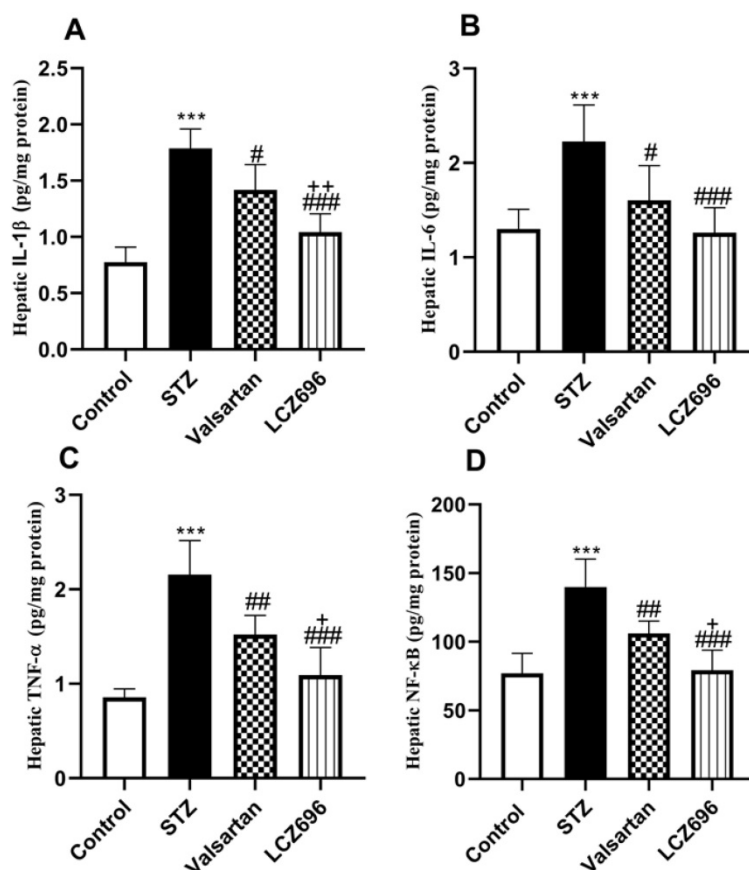 A
Hepatic IL-1β (pg/mg protein)
2.5
2.0
1.5
1.0
0.5
0.0
***
#
++
###
Control
STZ
Valsartan
LCZ696
B
Hepatic IL-6 (pg/mg protein)
3
2
1
0
***
#
###
Control
STZ
Valsartan
LCZ696
C
Hepatic TNF-α (pg/mg protein)
3
2
1
0
***
##
+
###
Control
STZ
Valsartan
LCZ696
D
Hepatic NF-κB (pg/mg protein)
200
150
100
50
0
***
##
+
###
Control
STZ
Valsartan
LCZ696